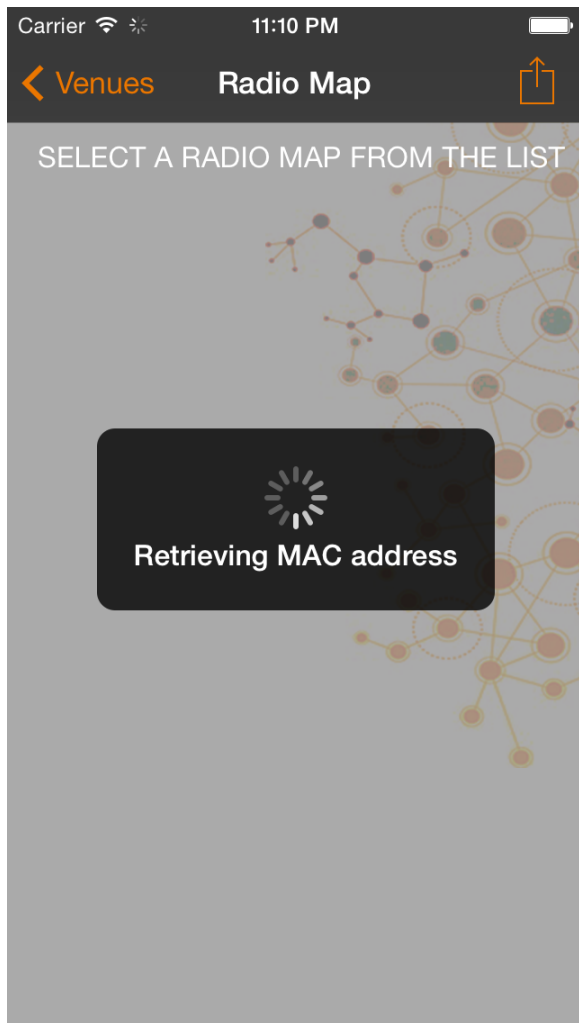 Carrier 11:10 PM
Venues Radio Map
SELECT A RADIO MAP FROM THE LIST
Retrieving MAC address